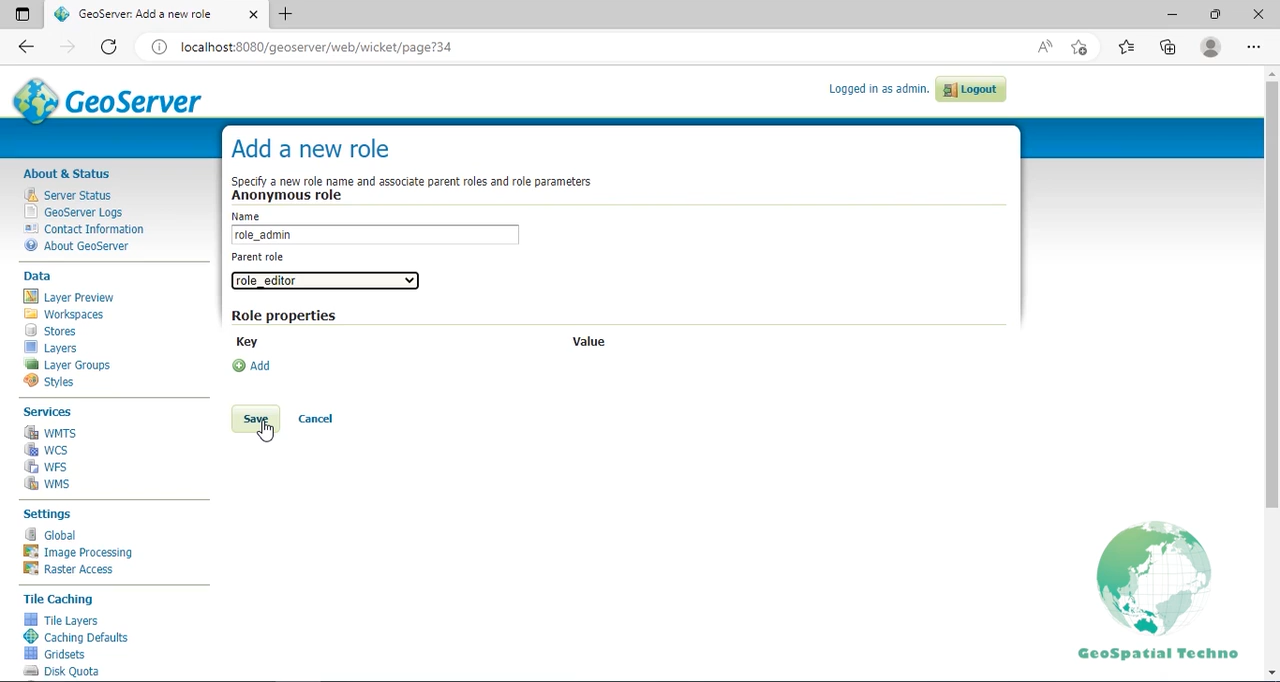 GeoServer: Add a new role
localhost:8080/geoserver/web/wicket/page?34
GeoServer
Logged in as admin.
Logout
About & Status
Server Status
GeoServer Logs
Contact Information
About GeoServer
Data
Layer Preview
Workspaces
Stores
Layers
Layer Groups
Styles
Services
WMTS
WCS
WFS
WMS
Settings
Global
Image Processing
Raster Access
Tile Caching
Tile Layers
Caching Defaults
Gridsets
Disk Quota
Add a new role
Specify a new role name and associate parent roles and role parameters
Anonymous role
Name
role_admin
Parent role
role_editor
Role properties
Key Value
Add
Save Cancel
GeoSpatial Techno